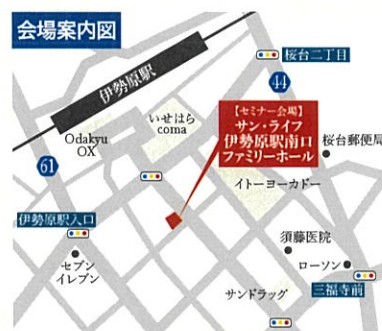 会場案内図
桜台二丁目
44
伊勢原駅
いせはら
coma
【セミナー会場】
サン・ライフ
伊勢原駅南口
ファミリーホール
Odakyu
OX
桜台郵便局
61
イトーヨーカドー
伊勢原駅入口
須藤医院
セブン
イレブン
ローソン
三福寺前
サンドラッグ